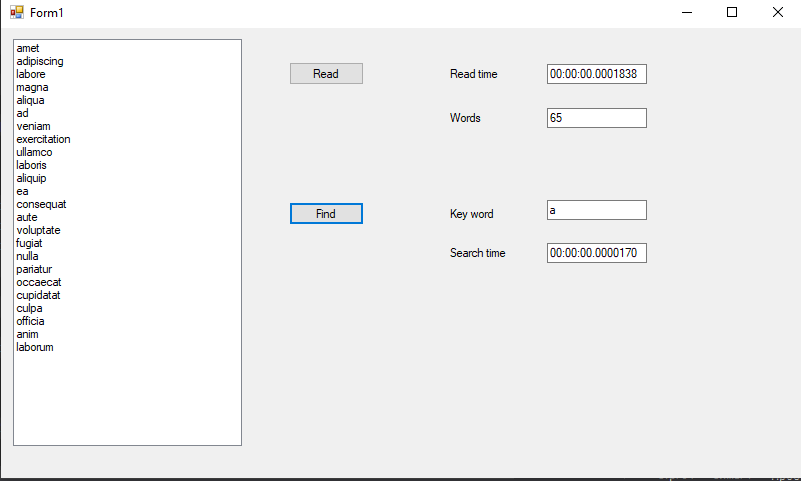 Form1
amet
adipiscing
labore
magna
aliqua
ad
veniam
exercitation
ullamco
laboris
aliquip
ea
consequat
aute
voluptate
fugiat
nulla
pariatur
occaecat
cupidatat
culpa
officia
anim
laborum
Read
Find
Read time 00:00:00.0001838
Words 65
Key word a
Search time 00:00:00.0000170